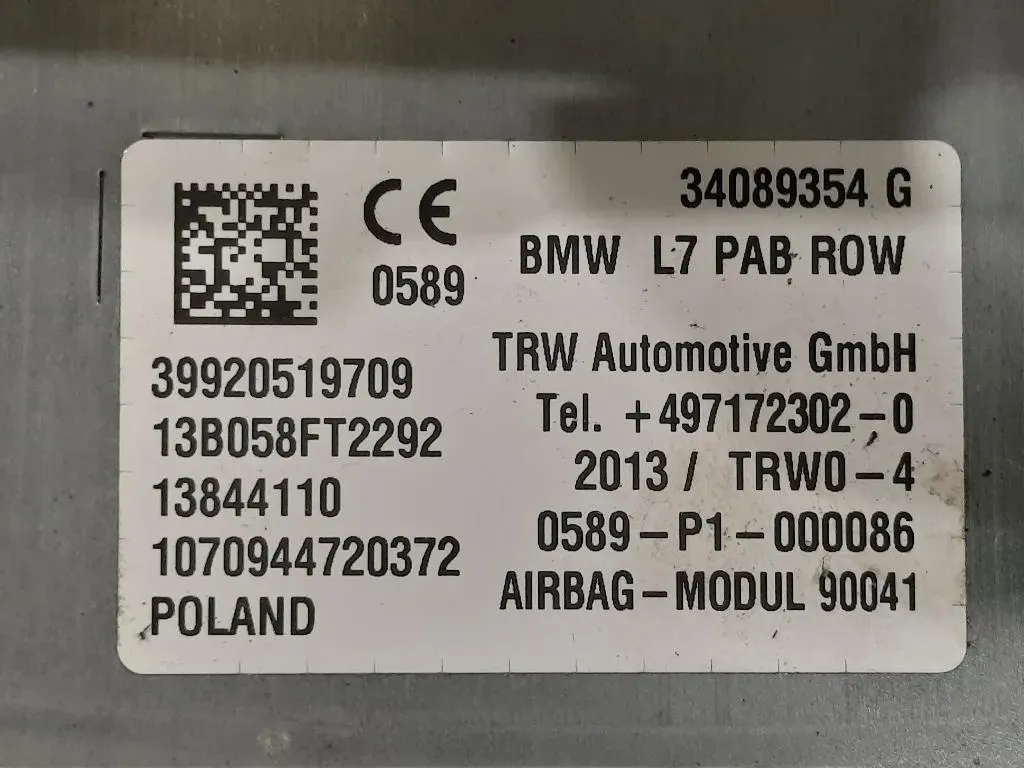 CE
0589
34089354 G
BMW L7 PAB ROW
TRW Automotive GmbH
Tel. +497172302-0
2013 / TRW0-4
0589-P1-000086
AIRBAG-MODUL 90041
39920519709
13B058FT2292
13844110
1070944720372
POLAND